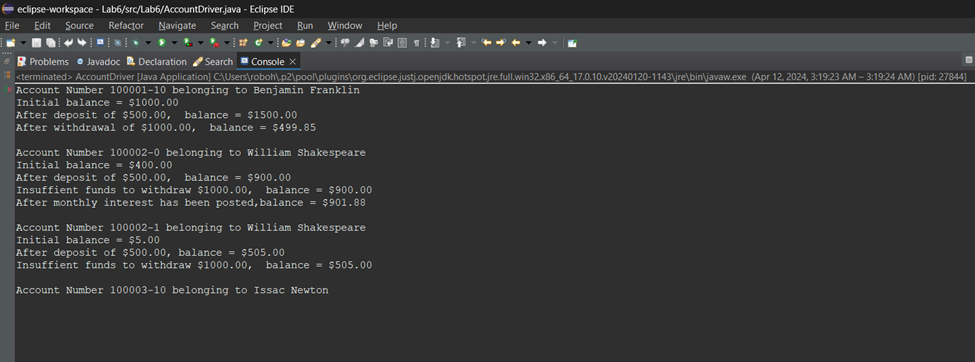 eclipse-workspace - Lab6/src/Lab6/AccountDriver.java - Eclipse IDE
File Edit Source Refactor Navigate Search Project Run Window Help
Problems Javadoc Declaration Search Console
<terminated> AccountDriver [Java Application] C:\Users\roboh\.p2\pool\plugins\org.eclipse.justj.openjdk.hotspot.jre.full.win32.x86_64_17.0.10.v20240120-1143\jre\bin\javaw.exe (Apr 12, 2024, 3:19:23 AM – 3:19:24 AM) [pid: 27844]
Account Number 100001-10 belonging to Benjamin Franklin
Initial balance = $1000.00
After deposit of $500.00,  balance = $1500.00
After withdrawal of $1000.00,  balance = $499.85
Account Number 100002-0 belonging to William Shakespeare
Initial balance = $400.00
After deposit of $500.00,  balance = $900.00
Insuffient funds to withdraw $1000.00,  balance = $900.00
After monthly interest has been posted,balance = $901.88
Account Number 100002-1 belonging to William Shakespeare
Initial balance = $5.00
After deposit of $500.00, balance = $505.00
Insuffient funds to withdraw $1000.00,  balance = $505.00
Account Number 100003-10 belonging to Issac Newton